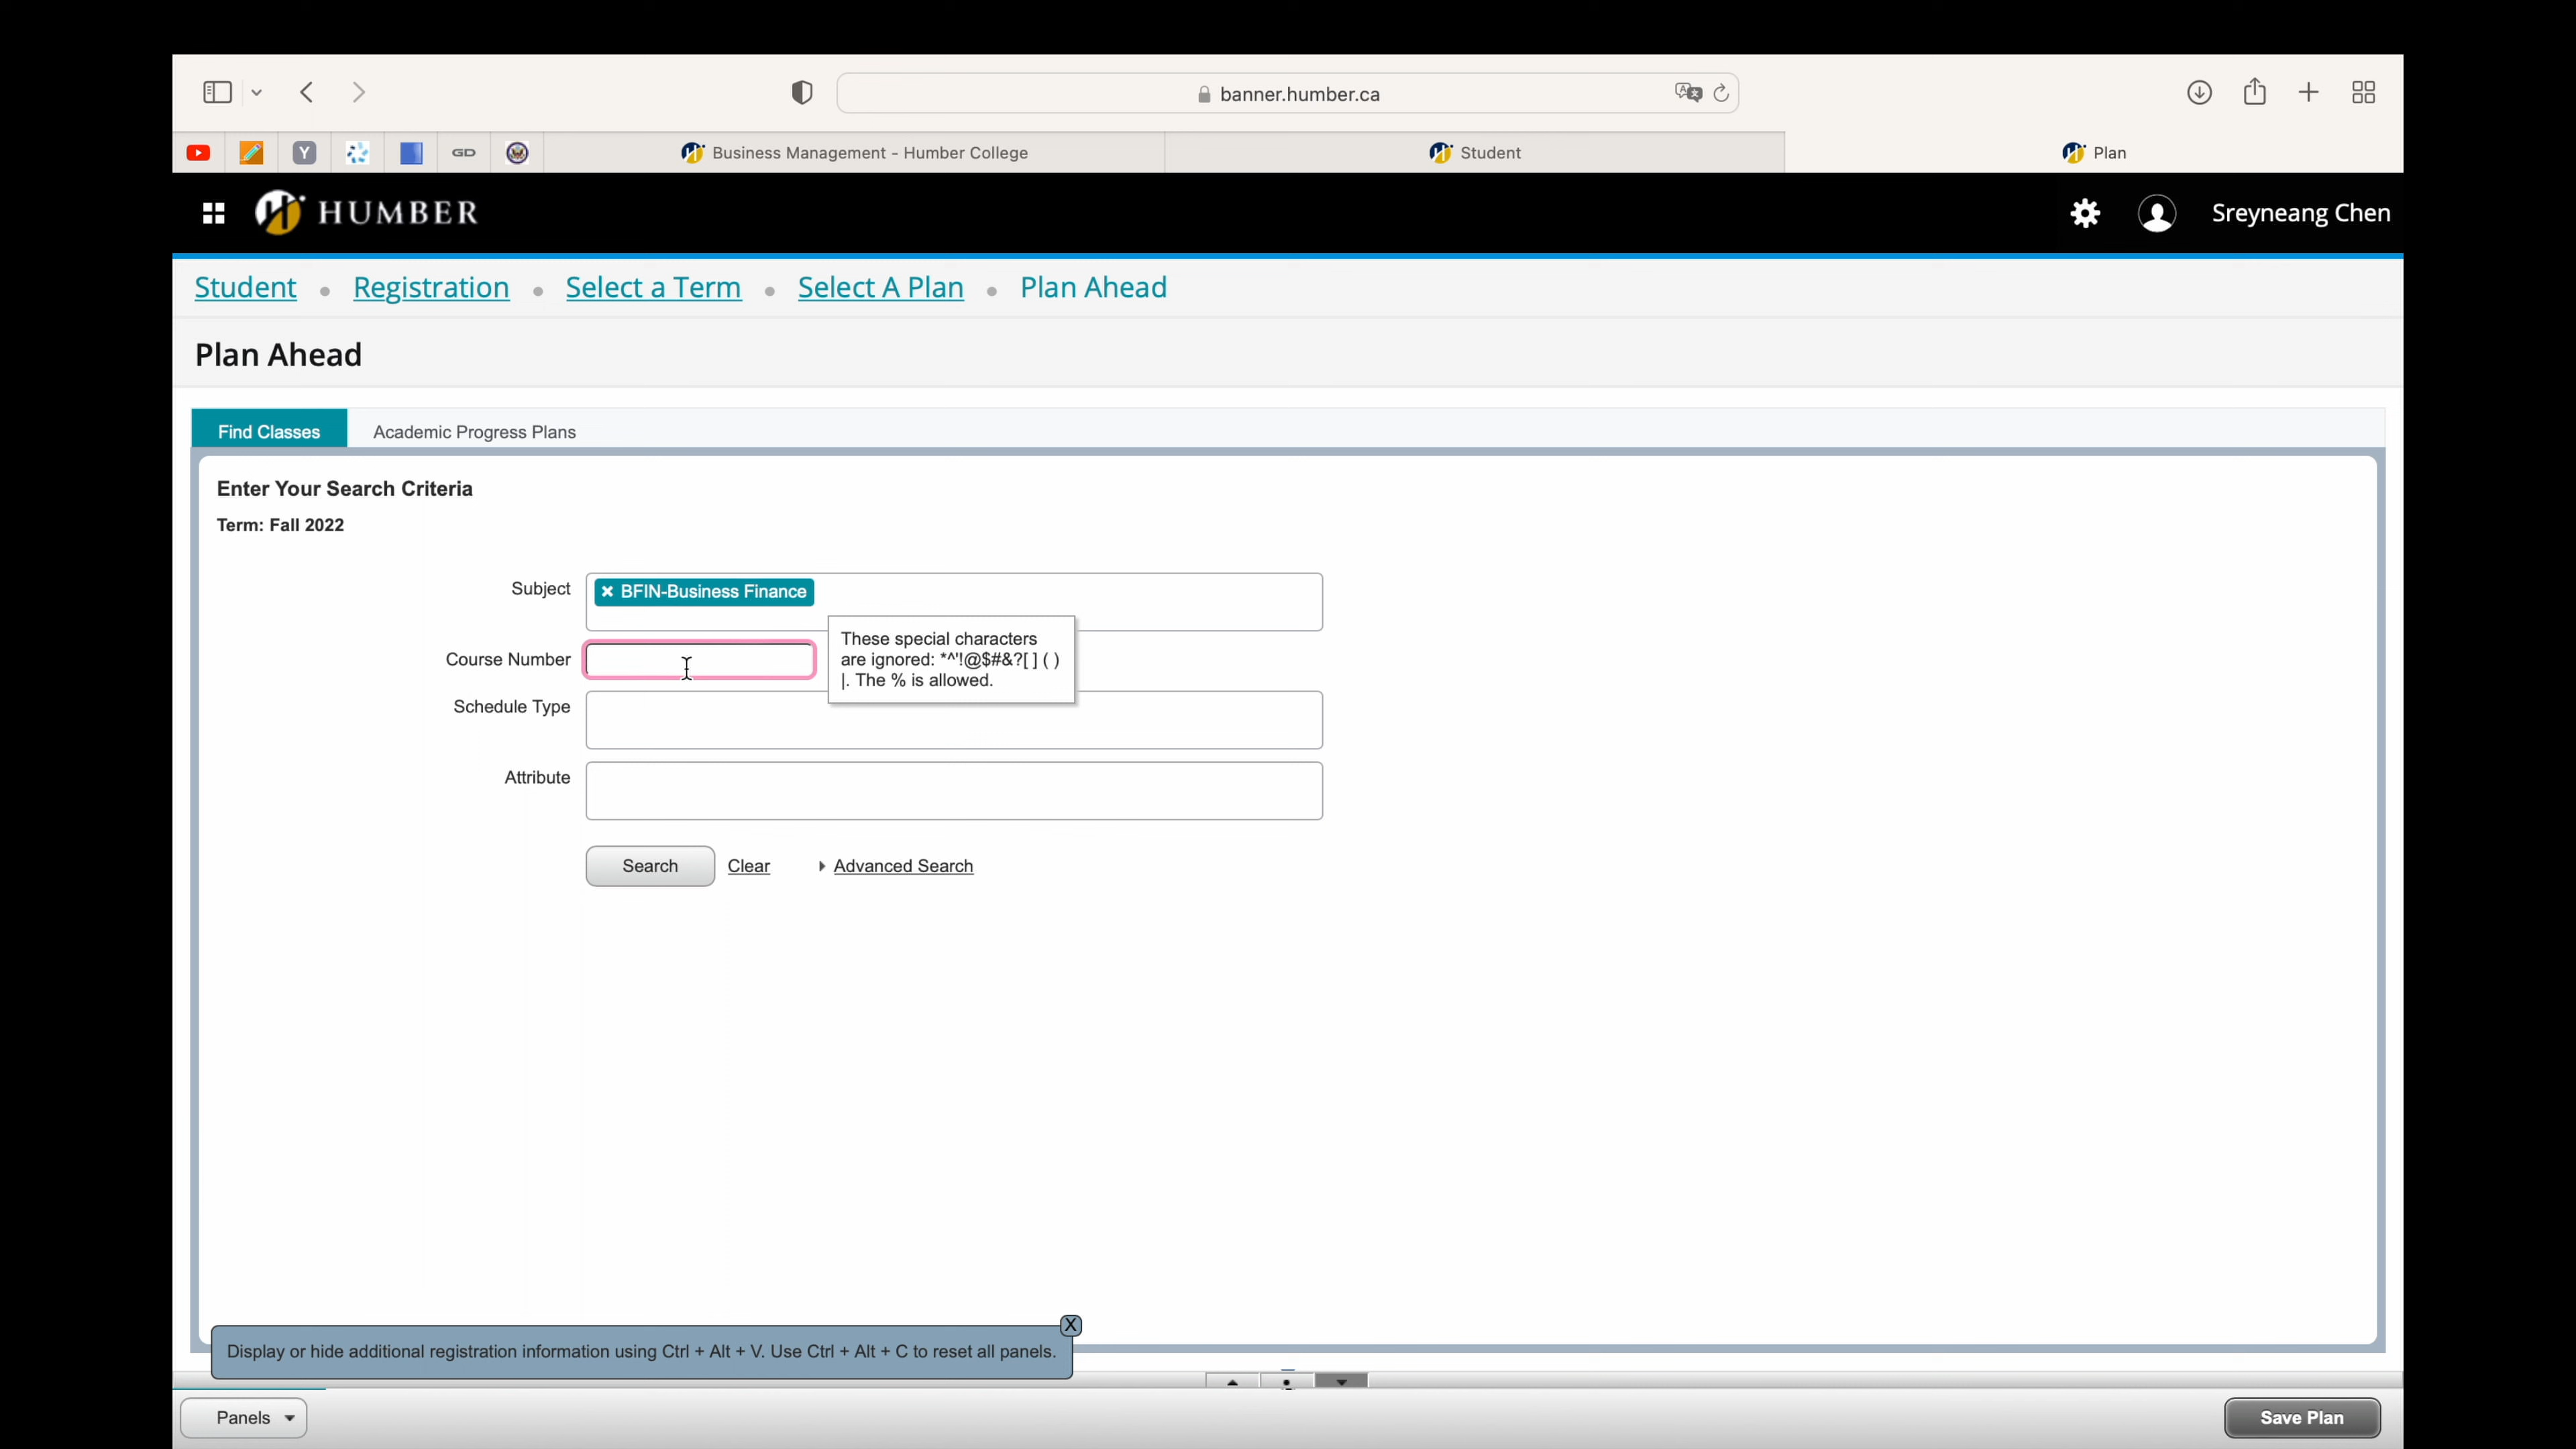 banner.humber.ca
Y
GD
Business Management - Humber College
Student
Plan
HUMBER
Sreyneang Chen
Student • Registration • Select a Term • Select A Plan • Plan Ahead
Plan Ahead
Find Classes
Academic Progress Plans
Enter Your Search Criteria
Term: Fall 2022
Subject
× BFIN-Business Finance
Course Number
These special characters
are ignored: *^'!@$#&?[ ] ( )
|. The % is allowed.
Schedule Type
Attribute
Search
Clear
Advanced Search
X
Display or hide additional registration information using Ctrl + Alt + V. Use Ctrl + Alt + C to reset all panels.
Panels
Save Plan